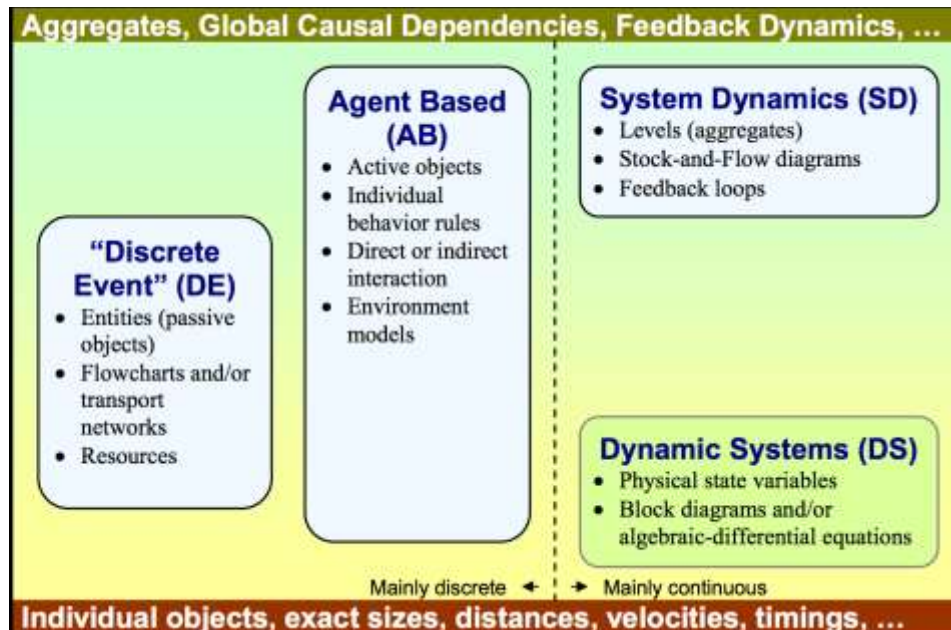 Aggregates, Global Causal Dependencies, Feedback Dynamics, ...
Agent Based
(AB)
• Active objects
• Individual
behavior rules
• Direct or indirect
interaction
• Environment
models
System Dynamics (SD)
• Levels (aggregates)
• Stock-and-Flow diagrams
• Feedback loops
“Discrete
Event” (DE)
• Entities (passive
objects)
• Flowcharts and/or
transport
networks
• Resources
Dynamic Systems (DS)
• Physical state variables
• Block diagrams and/or
algebraic-differential equations
Mainly discrete
Mainly continuous
Individual objects, exact sizes, distances, velocities, timings, ...